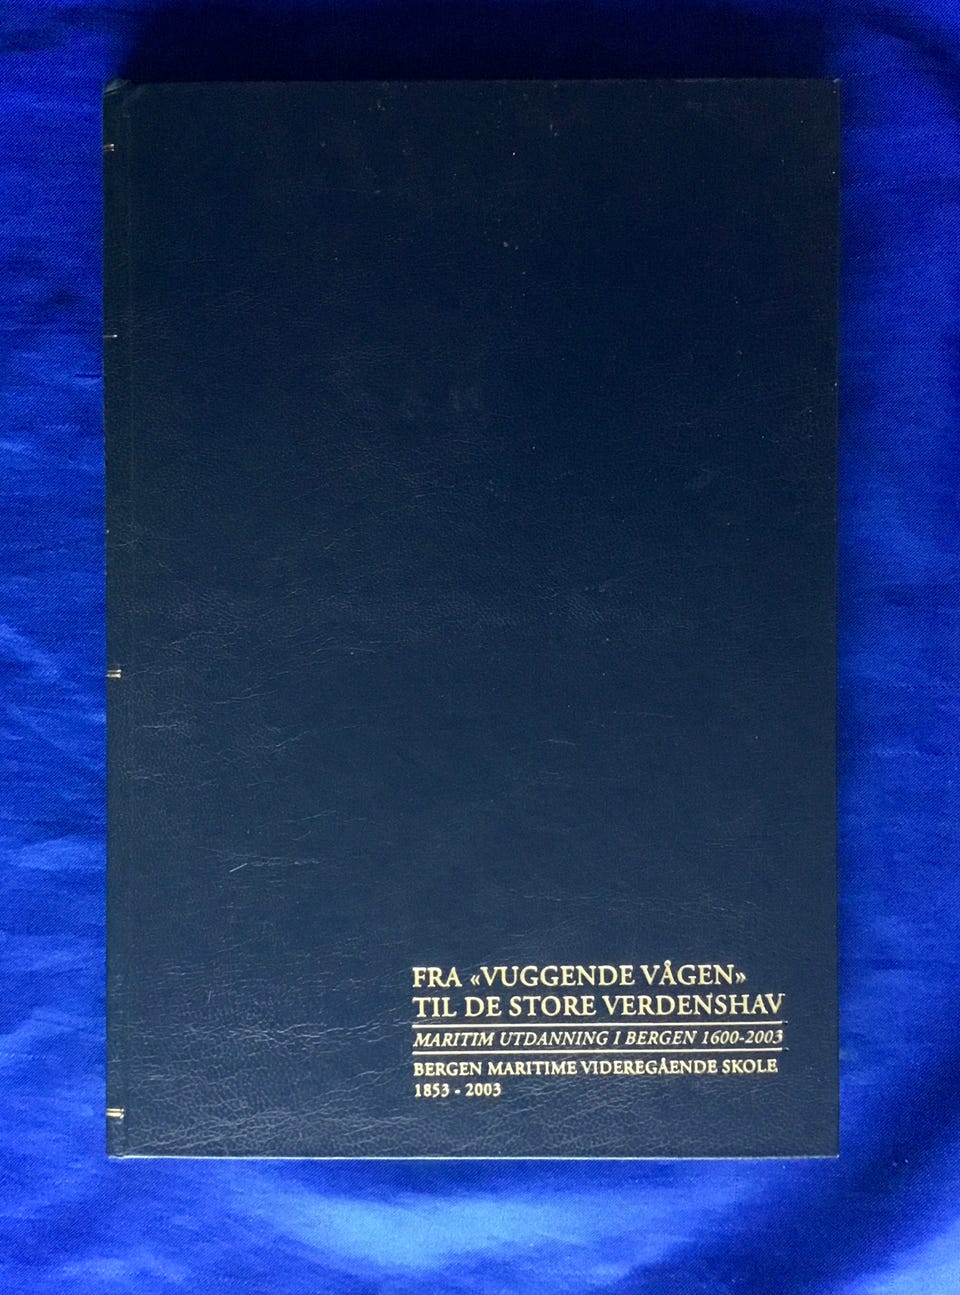 FRA «VUGGENDE VÅGEN»
TIL DE STORE VERDENSHAV
MARITIM UTDANNING I BERGEN 1600-2003
BERGEN MARITIME VIDEREGÅENDE SKOLE
1853 - 2003